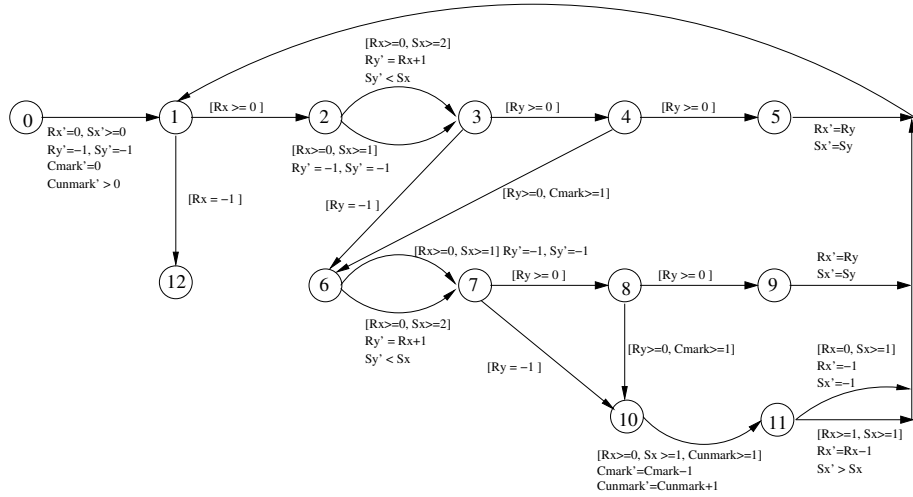 [Rx>=0, Sx>=2]
Ry' = Rx+1
Sy' < Sx
0
1
2
3
4
5
[Rx >= 0 ]
[Ry >= 0 ]
[Ry >= 0 ]
Rx'=0, Sx'>=0
Ry'=-1, Sy'=-1
Cmark'=0
Cunmark' > 0
[Rx>=0, Sx>=1]
Ry' = -1, Sy' = -1
Rx'=Ry
Sx'=Sy
[Rx = -1 ]
[Ry = -1 ]
[Ry>=0, Cmark>=1]
[Rx>=0, Sx>=1] Ry'=-1, Sy'=-1
12
6
7
8
9
[Ry >= 0 ]
[Ry >= 0 ]
Rx'=Ry
Sx'=Sy
[Rx>=0, Sx>=2]
Ry' = Rx+1
Sy' < Sx
[Ry = -1 ]
[Ry>=0, Cmark>=1]
[Rx=0, Sx>=1]
Rx'=-1
Sx'=-1
10
11
[Rx>=0, Sx >=1, Cunmark>=1]
Cmark'=Cmark-1
Cunmark'=Cunmark+1
[Rx>=1, Sx>=1]
Rx'=Rx-1
Sx' > Sx